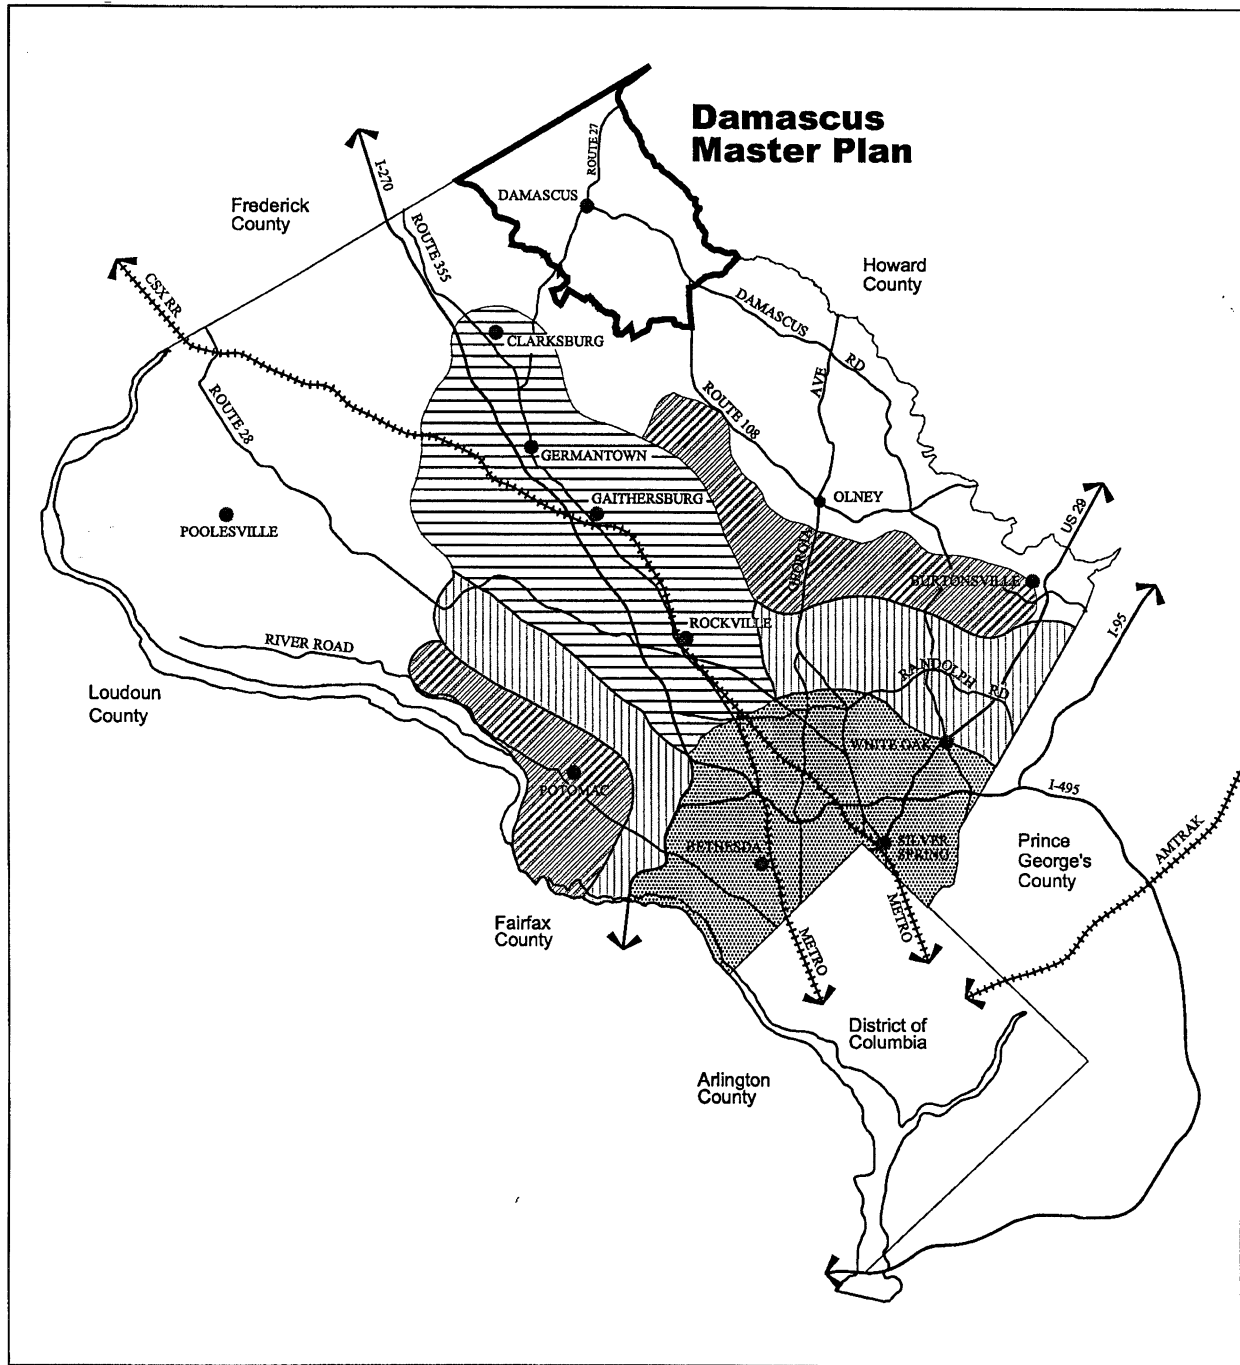 Damascus
Master Plan
ROUTE 27
I-270
DAMASCUS
Frederick
County
ROUTE 355
CSX RR
Howard
County
DAMASCUS
RD
CLARKSBURG
AVE
ROUTE 28
ROUTE 108
GERMANTOWN
GAITHERSBURG
OLNEY
US 29
POOLESVILLE
GEORGIA
BURTONSVILLE
I-95
ROCKVILLE
RIVER ROAD
RANDOLPH
RD
Loudoun
County
WHITE OAK
POTOMAC
I-495
BETHESDA
SILVER
SPRING
Prince
George's
County
AMTRAK
Fairfax
County
METRO
METRO
District of
Columbia
Arlington
County